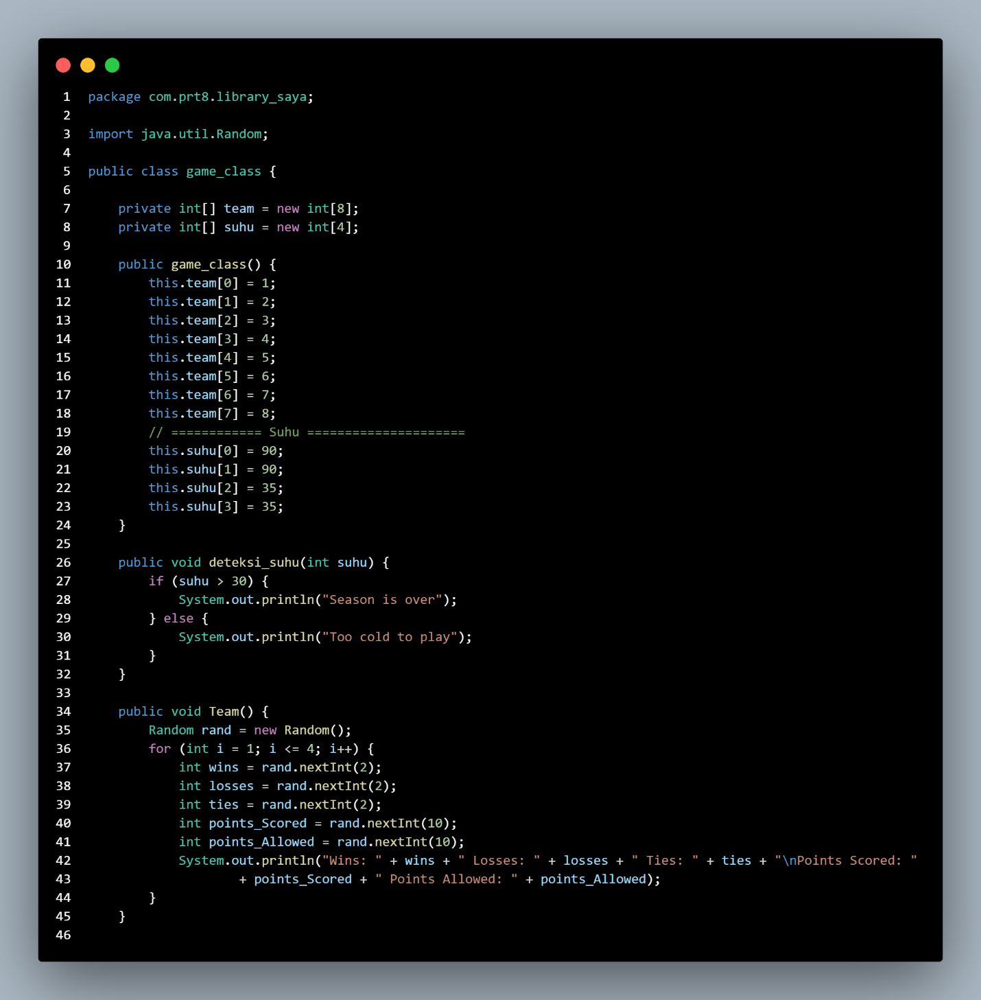 1 package com.prt8.library_saya;
2
3 import java.util.Random;
4
5 public class game_class {
6
7     private int[] team = new int[8];
8     private int[] suhu = new int[4];
9
10     public game_class() {
11         this.team[0] = 1;
12         this.team[1] = 2;
13         this.team[2] = 3;
14         this.team[3] = 4;
15         this.team[4] = 5;
16         this.team[5] = 6;
17         this.team[6] = 7;
18         this.team[7] = 8;
19         // ============ Suhu =====================
20         this.suhu[0] = 90;
21         this.suhu[1] = 90;
22         this.suhu[2] = 35;
23         this.suhu[3] = 35;
24     }
25
26     public void deteksi_suhu(int suhu) {
27         if (suhu > 30) {
28             System.out.println("Season is over");
29         } else {
30             System.out.println("Too cold to play");
31         }
32     }
33
34     public void Team() {
35         Random rand = new Random();
36         for (int i = 1; i <= 4; i++) {
37             int wins = rand.nextInt(2);
38             int losses = rand.nextInt(2);
39             int ties = rand.nextInt(2);
40             int points_Scored = rand.nextInt(10);
41             int points_Allowed = rand.nextInt(10);
42             System.out.println("Wins: " + wins + " Losses: " + losses + " Ties: " + ties + "\nPoints Scored: "
43                     + points_Scored + " Points Allowed: " + points_Allowed);
44         }
45     }
46